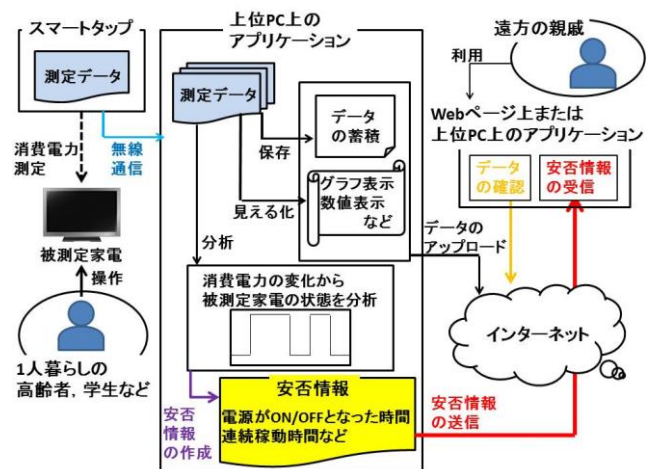 スマートタップ
測定データ
消費電力
測定
無線
通信
被測定家電
操作
1人暮らしの
高齢者，学生など
上位PC上の
アプリケーション
測定データ
データ
の蓄積
保存
グラフ表示
数値表示
など
見える化
分析
消費電力の変化から
被測定家電の状態を分析
安否
情報
の作成
安否情報
電源がON/OFFとなった時間
連続稼動時間など
遠方の親戚
利用
Webページ上または
上位PC上のアプリケーション
データ
の確認
安否情報
の受信
データの
アップロード
インターネット
安否情報
の送信